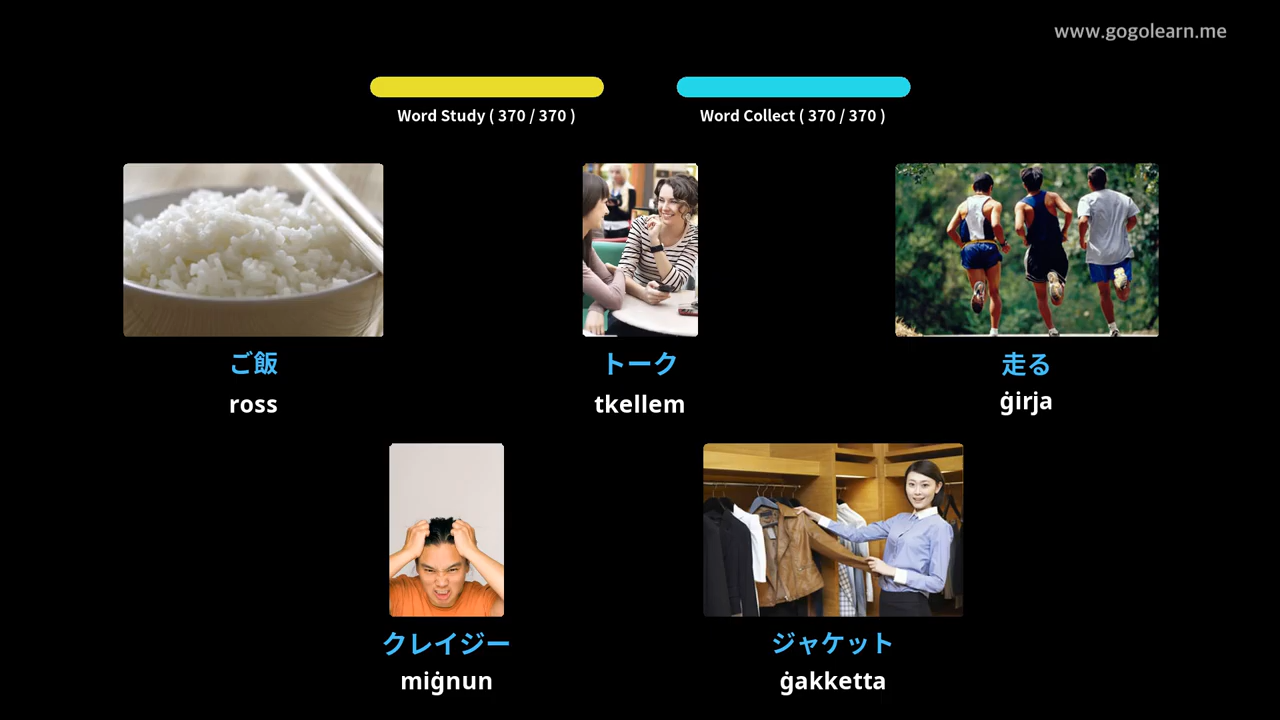 www.gogolearn.me
Word Study ( 370 / 370 )
Word Collect ( 370 / 370 )
ご飯
ross
トーク
tkellem
走る
ġirja
クレイジー
miġnun
ジャケット
ġakketta